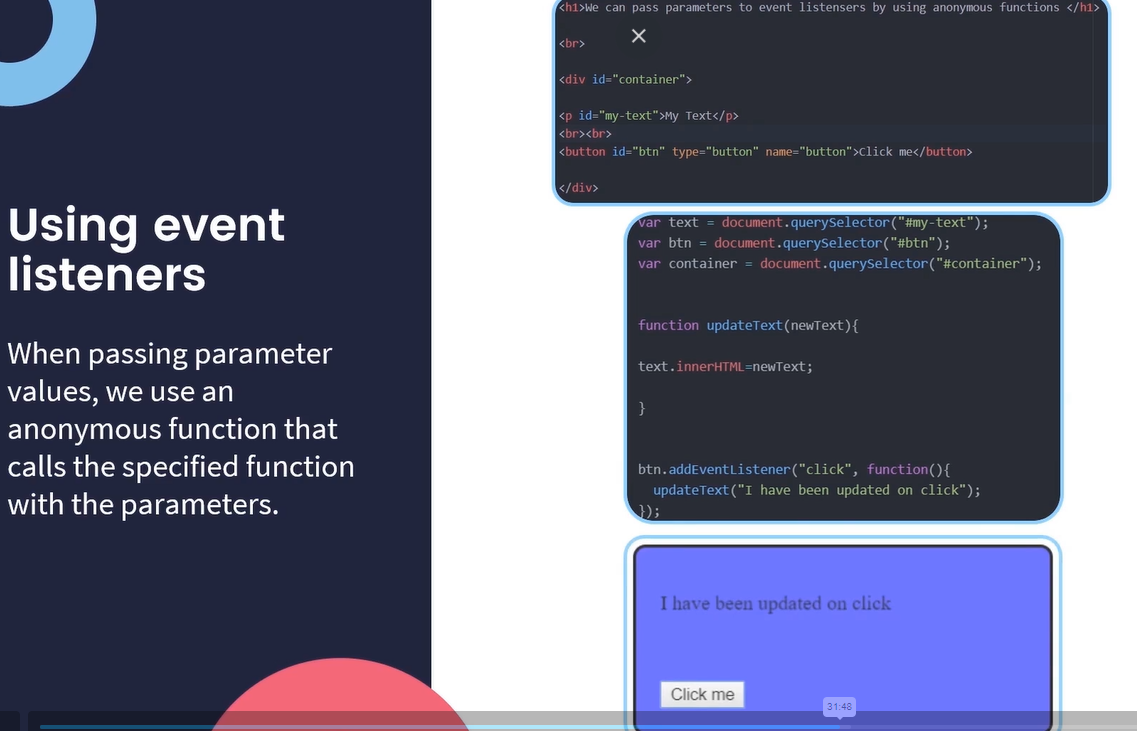 Using event
listeners
When passing parameter
values, we use an
anonymous function that
calls the specified function
with the parameters.
<h1>We can pass parameters to event listensers by using anonymous functions </h1>
<br>
<div id="container">
<p id="my-text">My Text</p>
<br><br>
<button id="btn" type="button" name="button">Click me</button>
</div>
var text = document.querySelector("#my-text");
var btn = document.querySelector("#btn");
var container = document.querySelector("#container");
function updateText(newText){
text.innerHTML=newText;
}
btn.addEventListener("click", function(){
updateText("I have been updated on click");
});
I have been updated on click
Click me
31:48